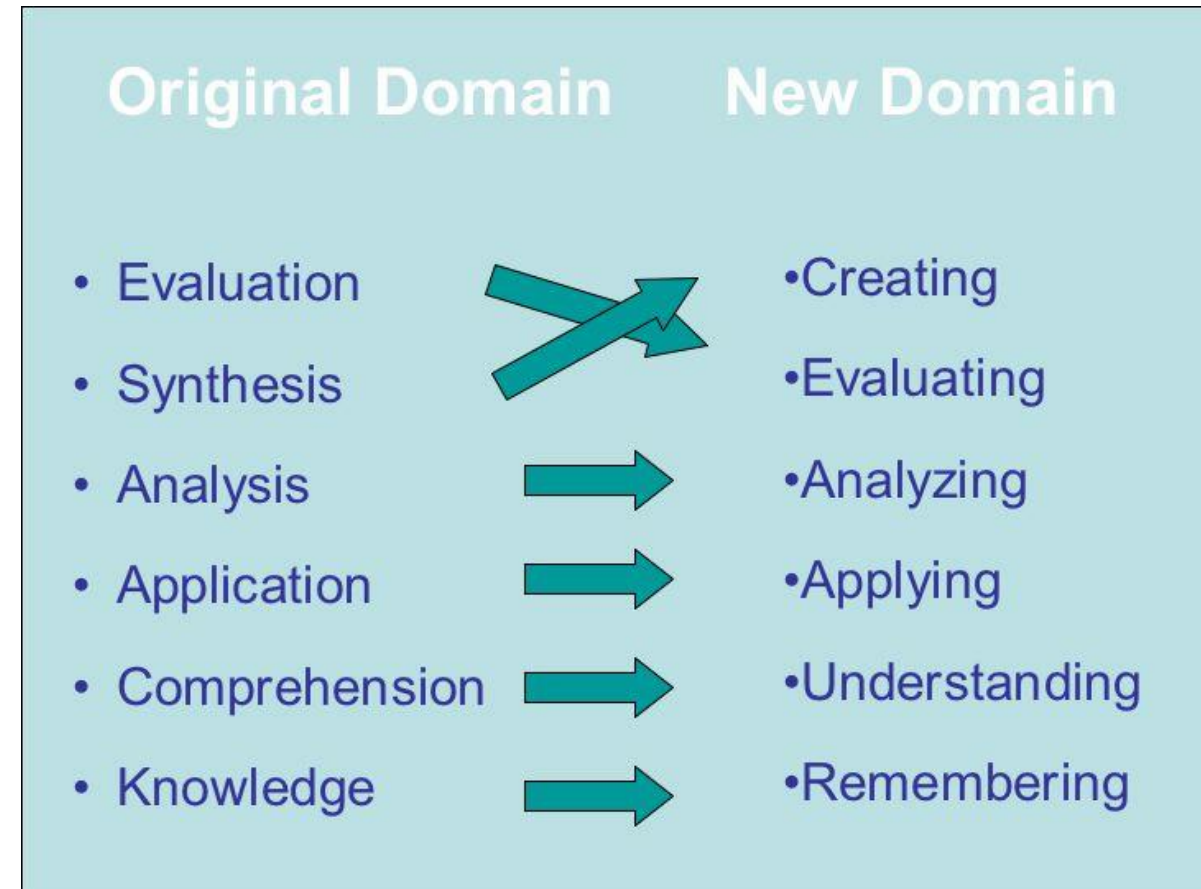 Original Domain New Domain
• Evaluation •Creating
• Synthesis •Evaluating
• Analysis •Analyzing
• Application •Applying
• Comprehension •Understanding
• Knowledge •Remembering